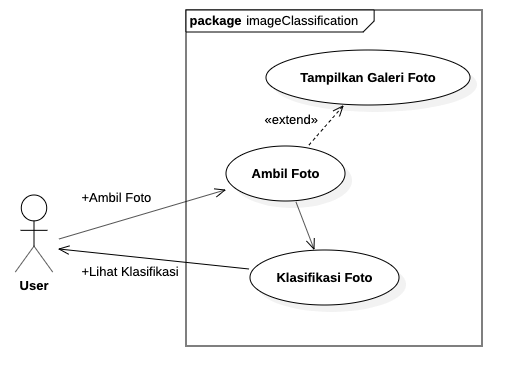 package imageClassification
Tampilkan Galeri Foto
«extend»
Ambil Foto
+Ambil Foto
+Lihat Klasifikasi
Klasifikasi Foto
User